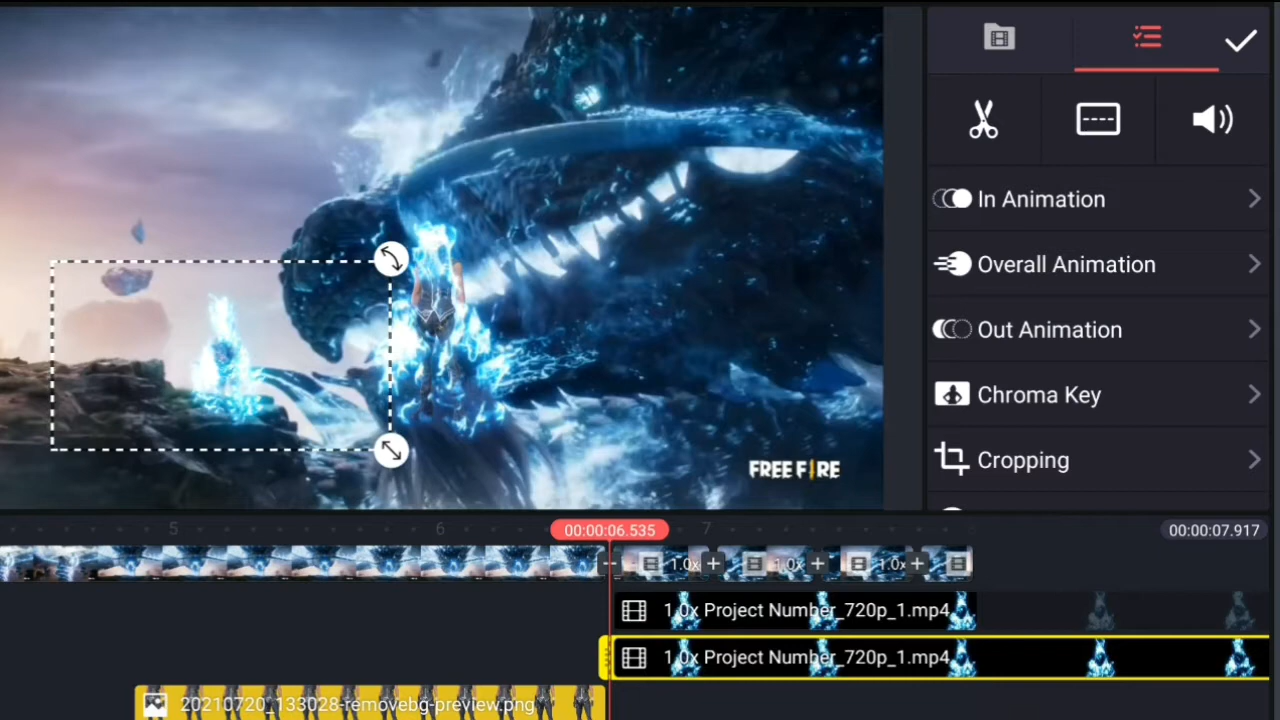 In Animation
Overall Animation
Out Animation
Chroma Key
Cropping
FREE FIRE
5
6
00:00:06.535
7
00:00:07.917
1.0x
1.0x
1.0x
1.0x Project Number_720p_1.mp4
1.0x Project Number_720p_1.mp4
20210720_133028-removebg-preview.png